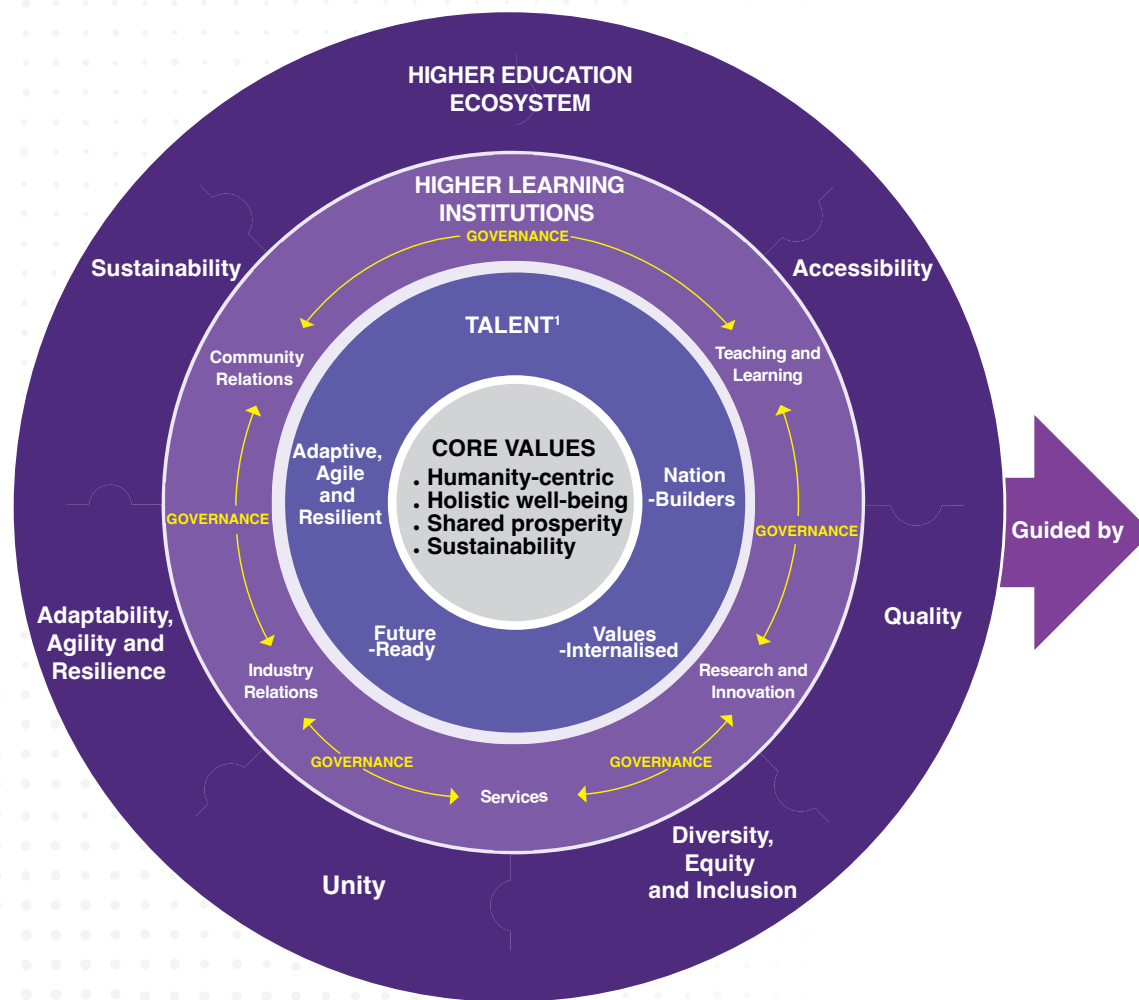 HIGHER EDUCATION
ECOSYSTEM
HIGHER LEARNING
INSTITUTIONS
GOVERNANCE
Sustainability
Accessibility
TALENT¹
Community
Relations
Teaching and
Learning
CORE VALUES
. Humanity-centric
. Holistic well-being
. Shared prosperity
. Sustainability
Adaptive,
Agile
and
Resilient
Nation
-Builders
GOVERNANCE
GOVERNANCE
Guided by
Adaptability,
Agility and
Resilience
Quality
Future
-Ready
Values
-Internalised
Industry
Relations
Research and
Innovation
GOVERNANCE
GOVERNANCE
Services
Unity
Diversity,
Equity
and Inclusion